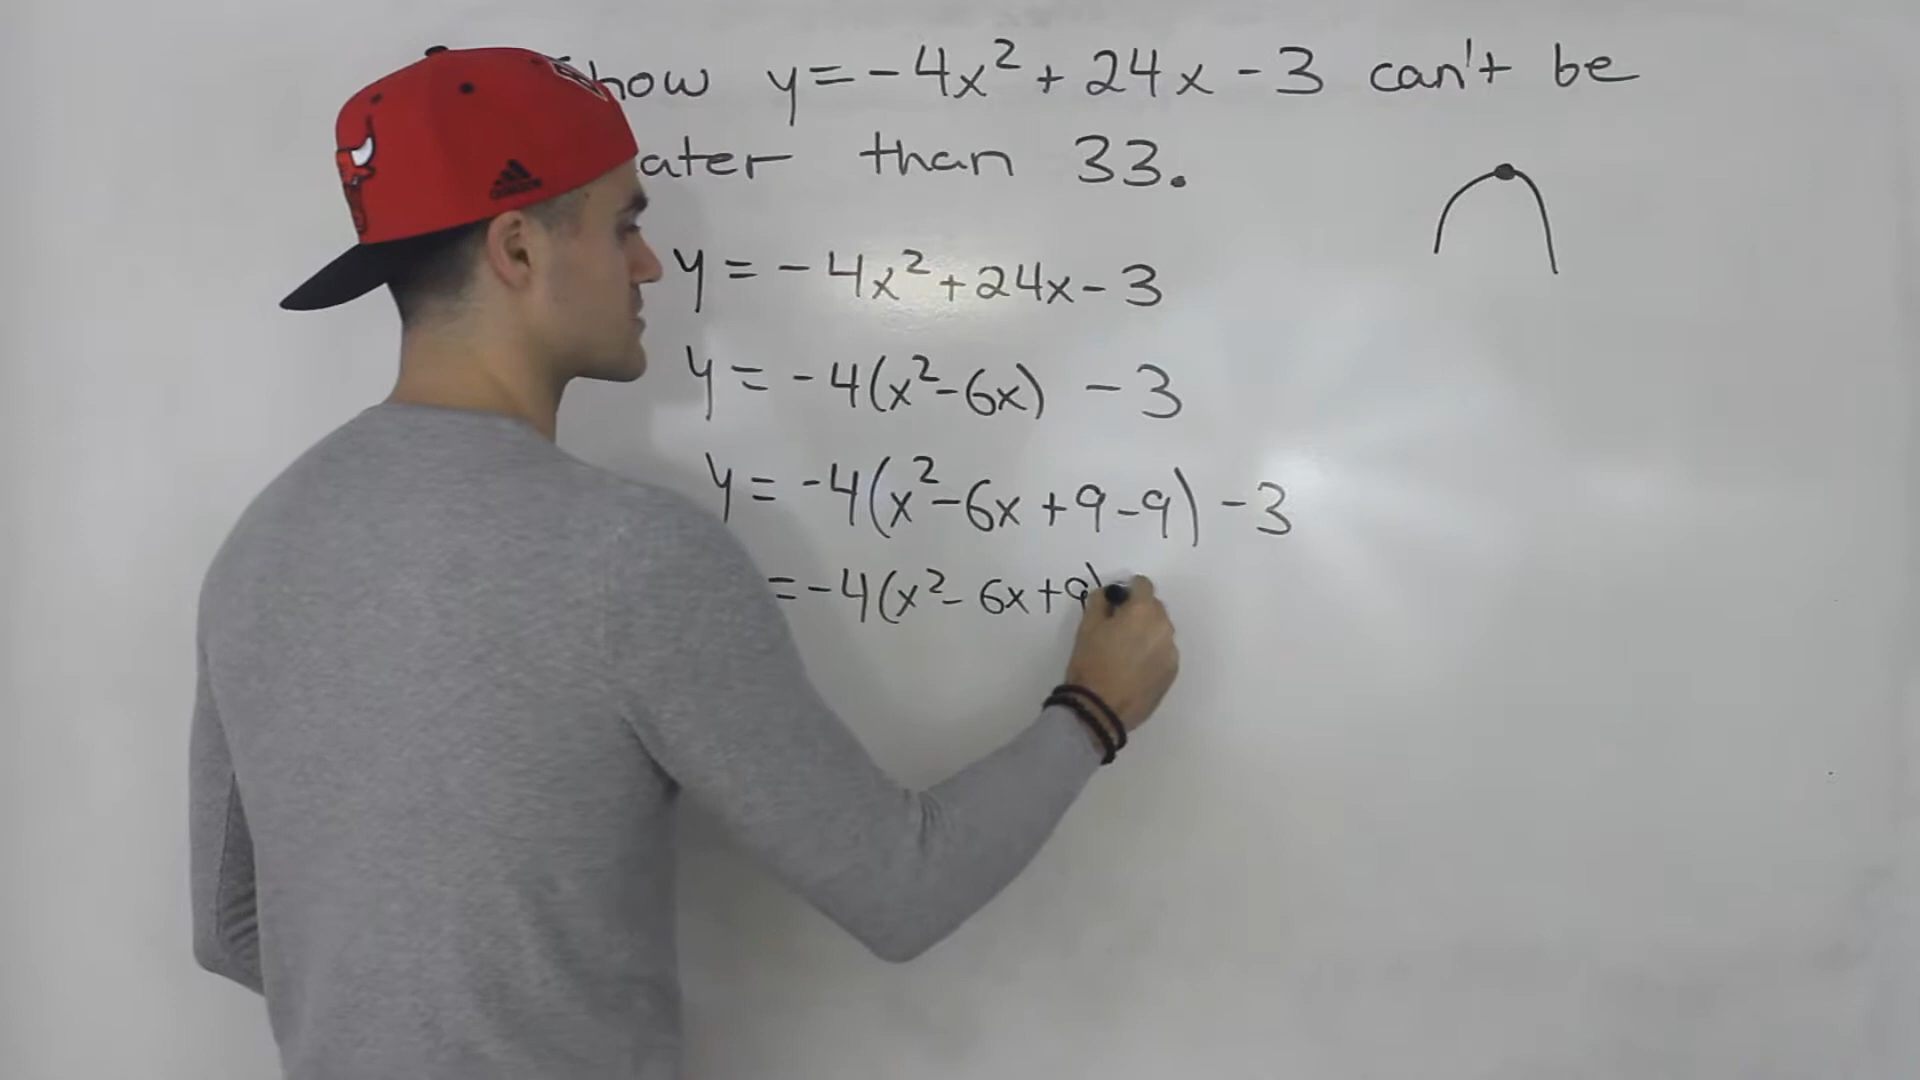 how y = -4x² + 24x - 3 can't be
ater than 33.
y = -4x² + 24x - 3
y = -4(x² - 6x) - 3
y = -4(x² - 6x + 9 - 9) - 3
= -4(x² - 6x + 9)